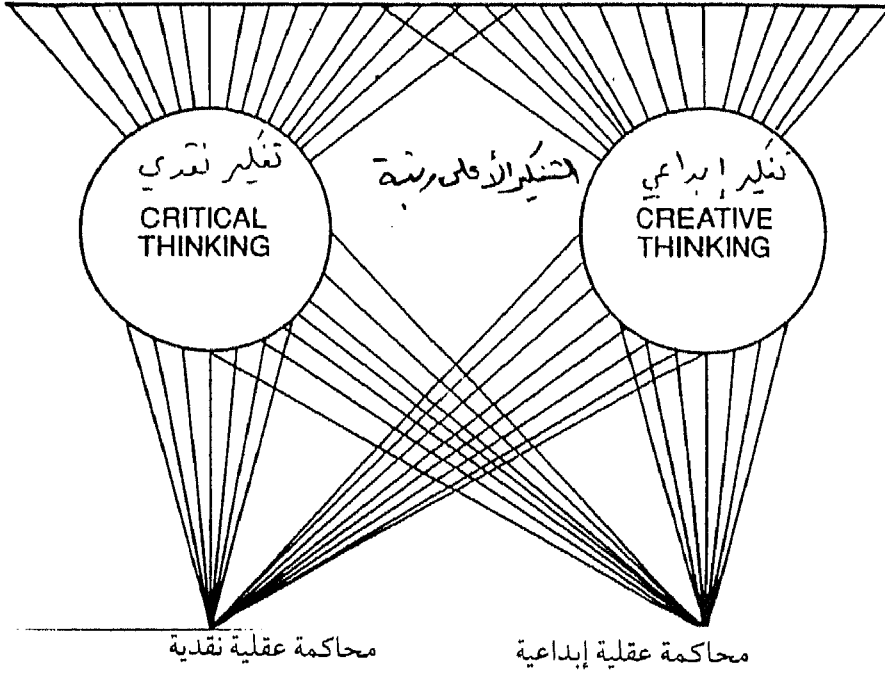 تفكير نقدي
CRITICAL
THINKING
التفكير الأعلى رتبة
تفكير إبداعي
CREATIVE
THINKING
محاكمة عقلية نقدية
محاكمة عقلية إبداعية